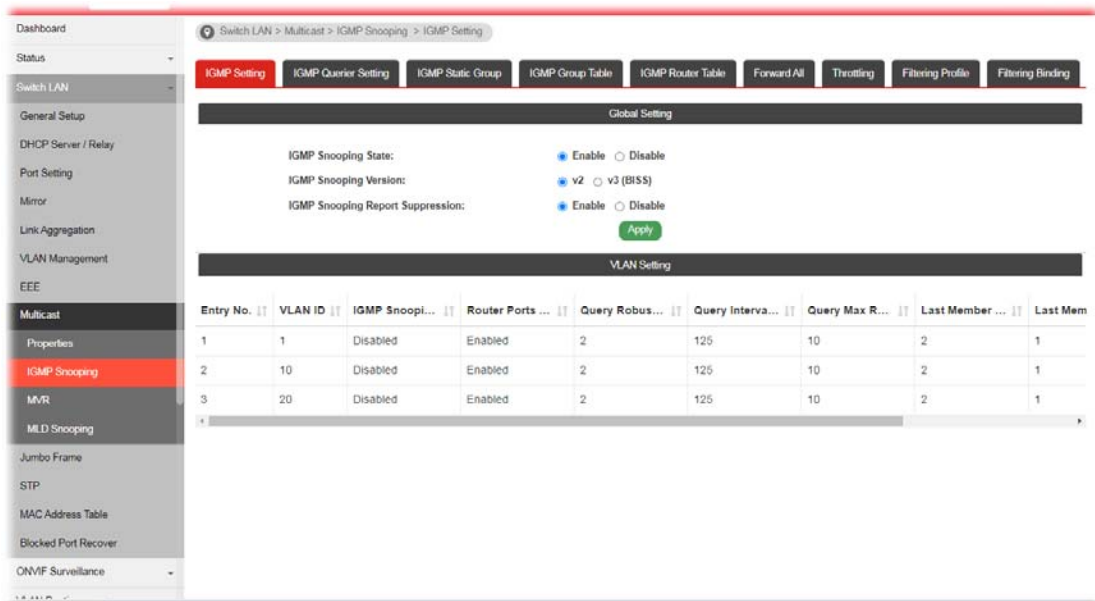 Dashboard
Status
Switch LAN
General Setup
DHCP Server / Relay
Port Setting
Mirror
Link Aggregation
VLAN Management
EEE
Multicast
Properties
IGMP Snooping
MVR
MLD Snooping
Jumbo Frame
STP
MAC Address Table
Blocked Port Recover
ONVIF Surveillance
Switch LAN > Multicast > IGMP Snooping > IGMP Setting
IGMP Setting IGMP Querier Setting IGMP Static Group IGMP Group Table IGMP Router Table Forward All Throttling Filtering Profile Filtering Binding
Global Setting
IGMP Snooping State: Enable Disable
IGMP Snooping Version: v2 v3 (BISS)
IGMP Snooping Report Suppression: Enable Disable
Apply
VLAN Setting
Entry No. VLAN ID IGMP Snoopi... Router Ports ... Query Robus... Query Interva... Query Max R... Last Member ... Last Mem
1 1 Disabled Enabled 2 125 10 2 1
2 10 Disabled Enabled 2 125 10 2 1
3 20 Disabled Enabled 2 125 10 2 1